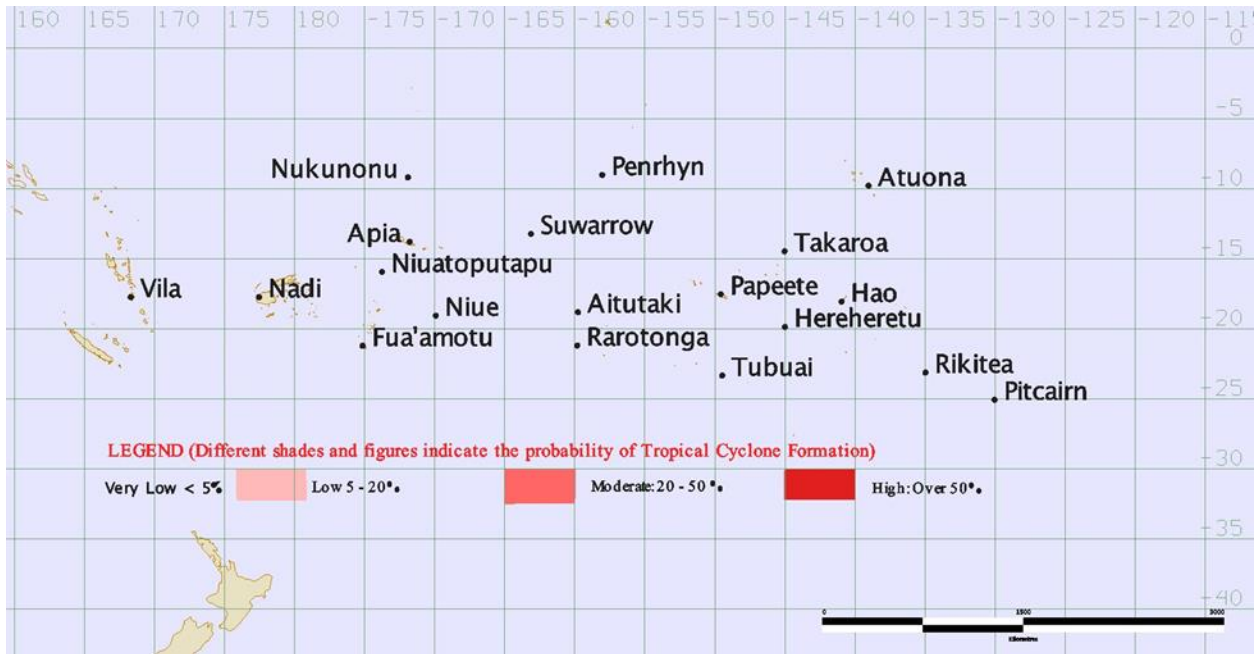 160 165 170 175 180 -175 -170 -165 -160 -155 -150 -145 -140 -135 -130 -125 -120 -11
0
-5
Nukunonu Penrhyn
-10
Atuona
Suwarrow
Apia
Takaroa
-15
Niuatoputapu
Vila Nadi Papeete Hao
Niue Aitutaki
Hereheretu
-20
Fua'amotu Rarotonga
Tubuai Rikitea
-25
Pitcairn
LEGEND (Different shades and figures indicate the probability of Tropical Cyclone Formation)
-30
Very Low < 5% Low 5 - 20% Moderate: 20 - 50% High: Over 50%
-35
-40
0 1500 3000
Kilometres